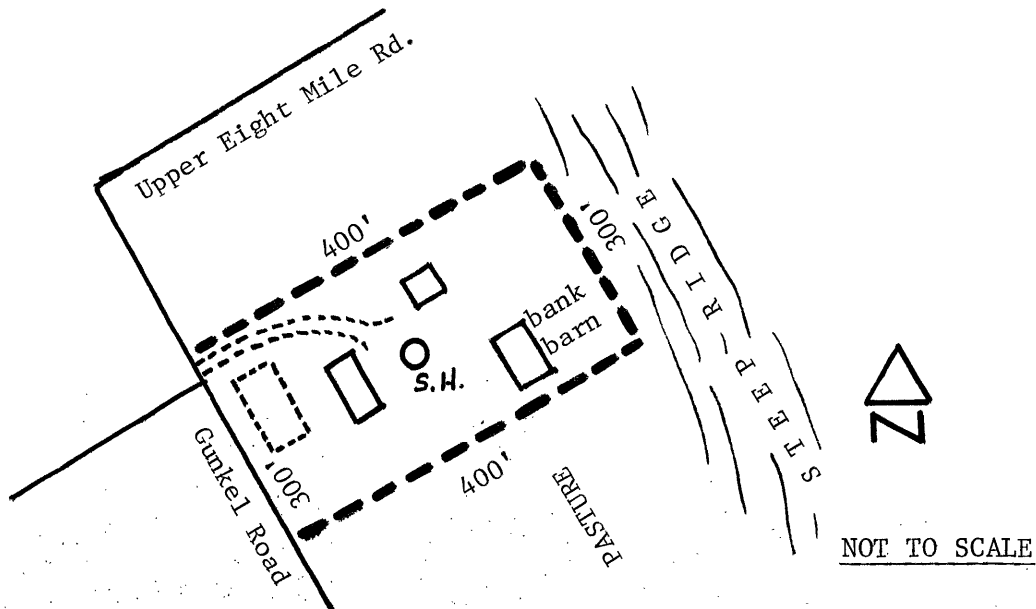 Upper Eight Mile Rd.
400'
300'
bank
barn
S.H.
STEEP RIDGE
N
Gunkel Road
300'
400'
PASTURE
NOT TO SCALE